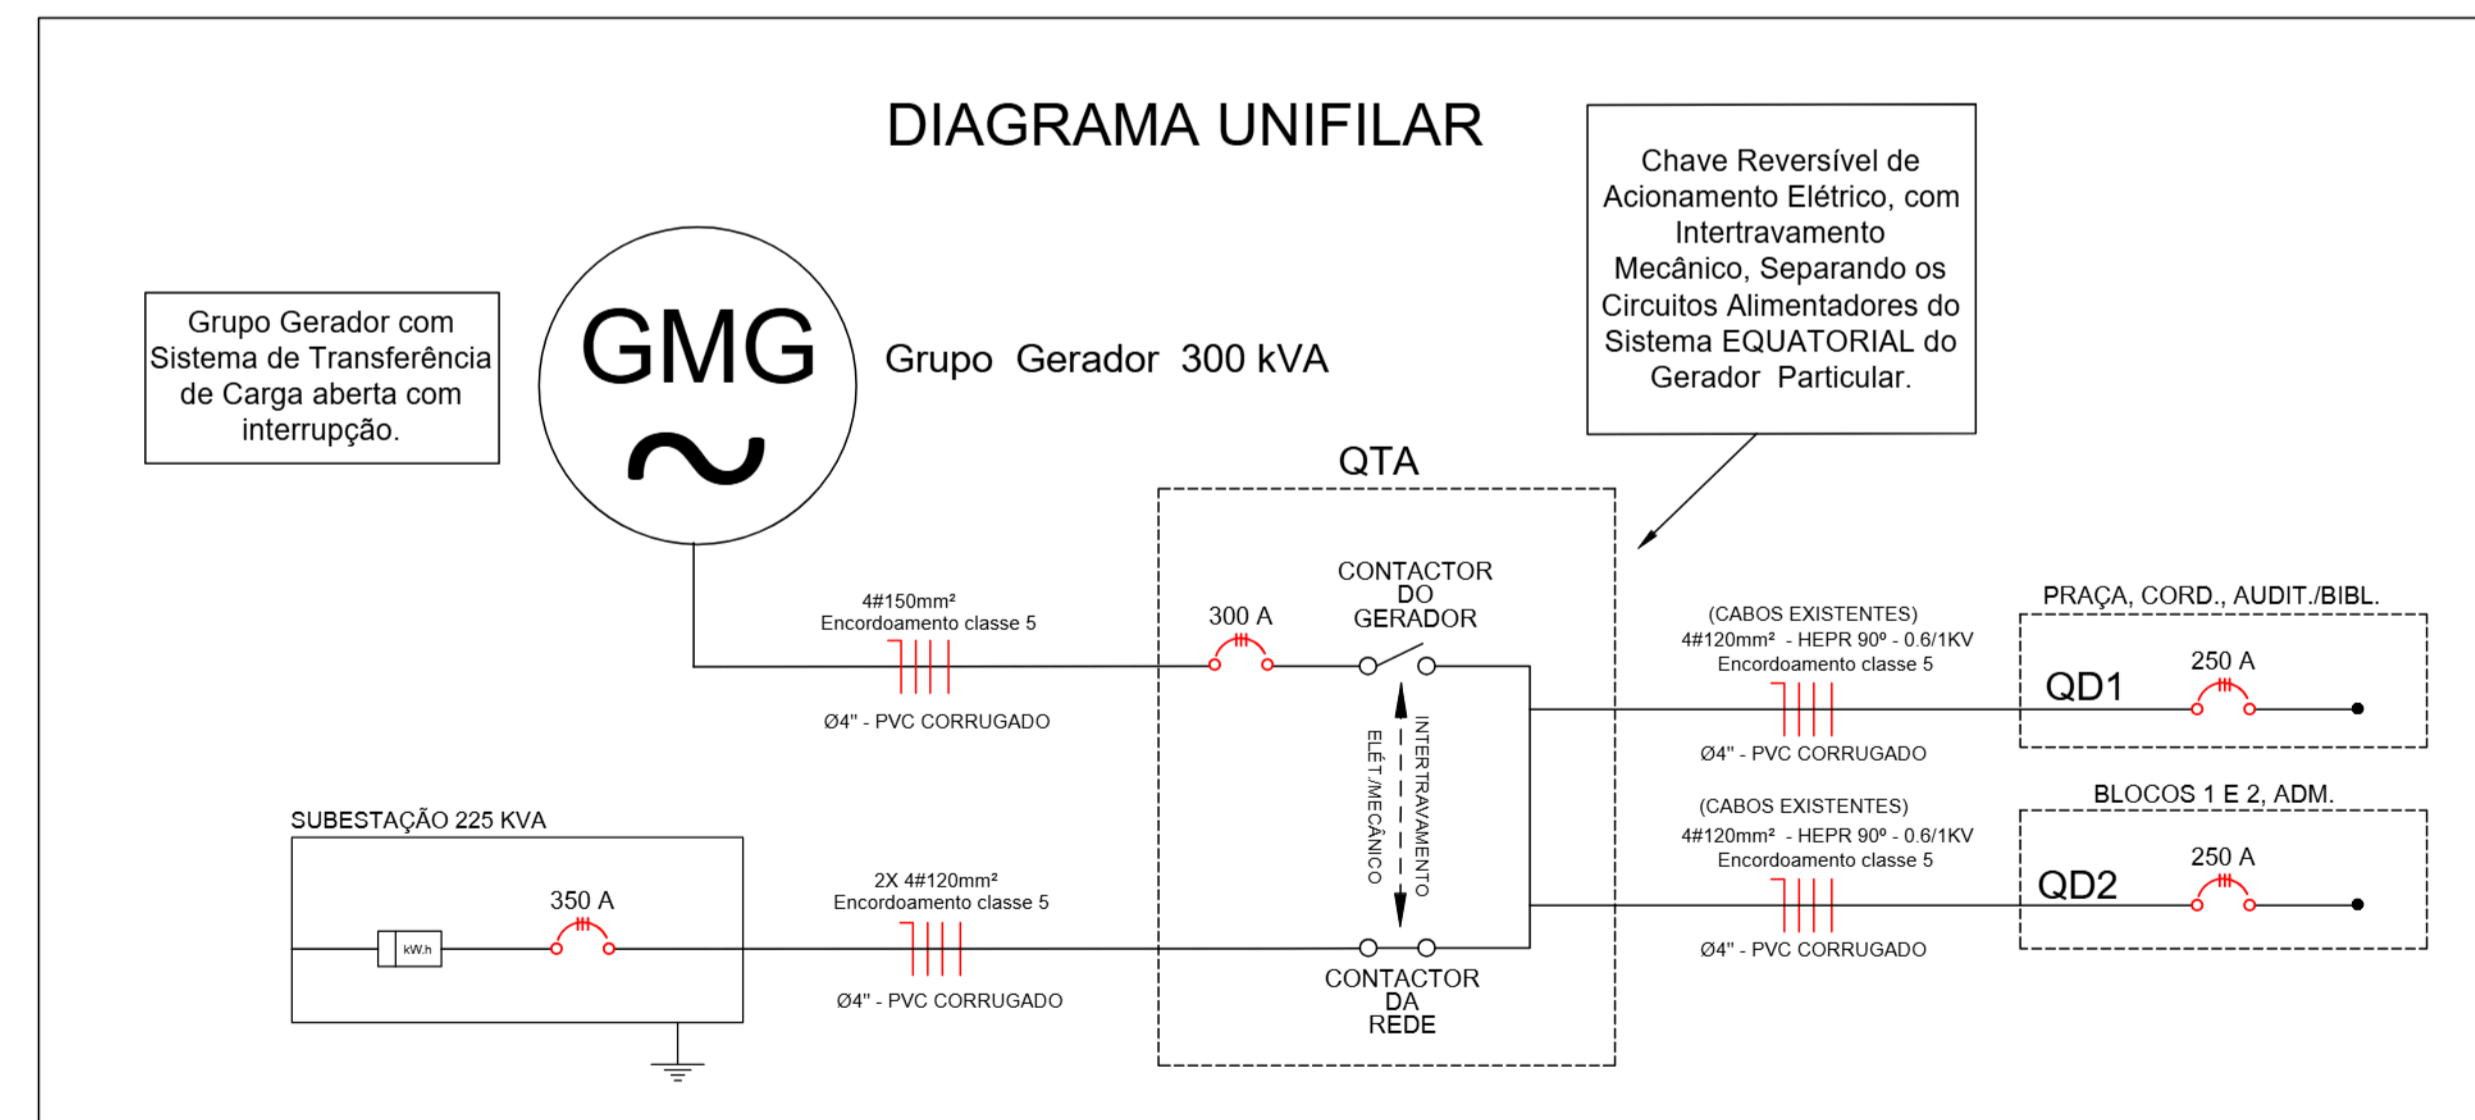 DIAGRAMA UNIFILAR
Chave Reversível de
Acionamento Elétrico, com
Intertravamento
Mecânico, Separando os
Circuitos Alimentadores do
Sistema EQUATORIAL do
Gerador Particular.
Grupo Gerador com
Sistema de Transferência
de Carga aberta com
interrupção.
GMG
Grupo Gerador 300 kVA
QTA
4#150mm²
Encordoamento classe 5
Ø4" - PVC CORRUGADO
300 A
CONTACTOR
DO
GERADOR
INTERTRAVAMENTO
ELÉT./MECÂNICO
(CABOS EXISTENTES)
4#120mm² - HEPR 90º - 0.6/1KV
Encordoamento classe 5
Ø4" - PVC CORRUGADO
PRAÇA, CORD., AUDIT./BIBL.
QD1
250 A
SUBESTAÇÃO 225 KVA
kW.h
350 A
2X 4#120mm²
Encordoamento classe 5
Ø4" - PVC CORRUGADO
CONTACTOR
DA
REDE
(CABOS EXISTENTES)
4#120mm² - HEPR 90º - 0.6/1KV
Encordoamento classe 5
Ø4" - PVC CORRUGADO
BLOCOS 1 E 2, ADM.
QD2
250 A